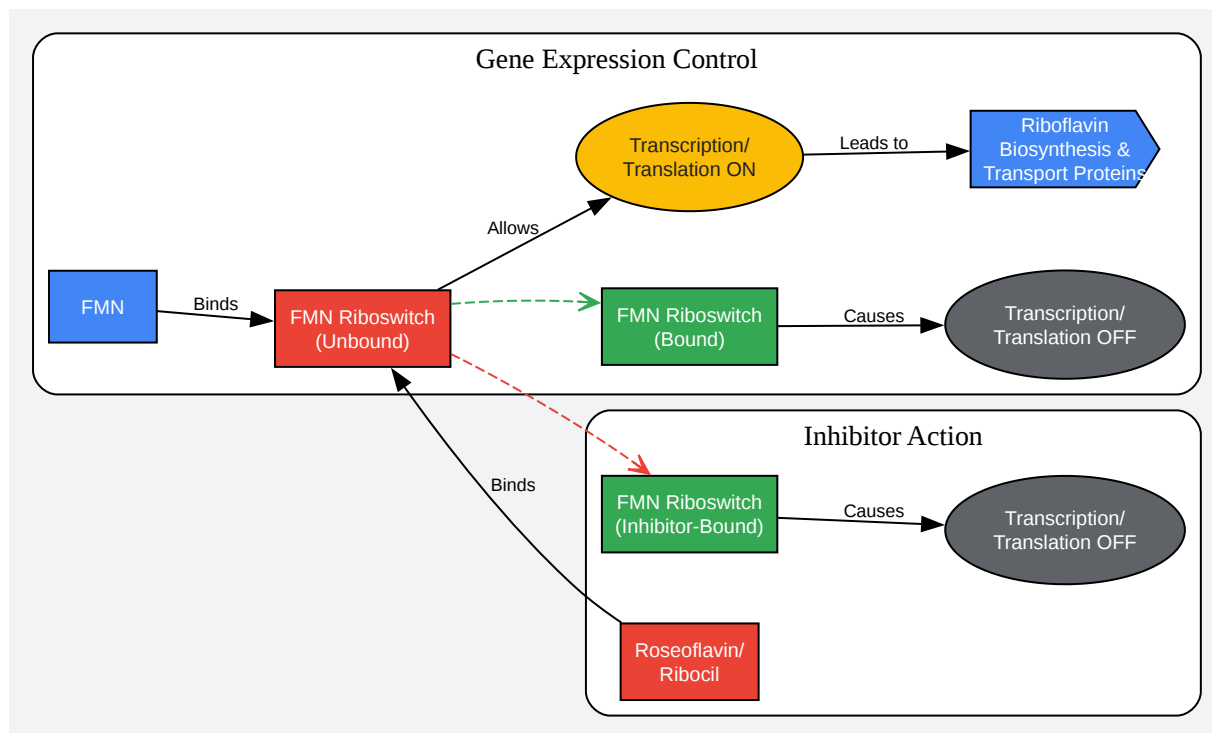 Gene Expression Control
Transcription/
Translation ON
Leads to
Riboflavin
Biosynthesis &
Transport Proteins
Allows
FMN
Binds
FMN Riboswitch
(Unbound)
FMN Riboswitch
(Bound)
Causes
Transcription/
Translation OFF
Inhibitor Action
Binds
FMN Riboswitch
(Inhibitor-Bound)
Causes
Transcription/
Translation OFF
Roseoflavin/
Ribocil